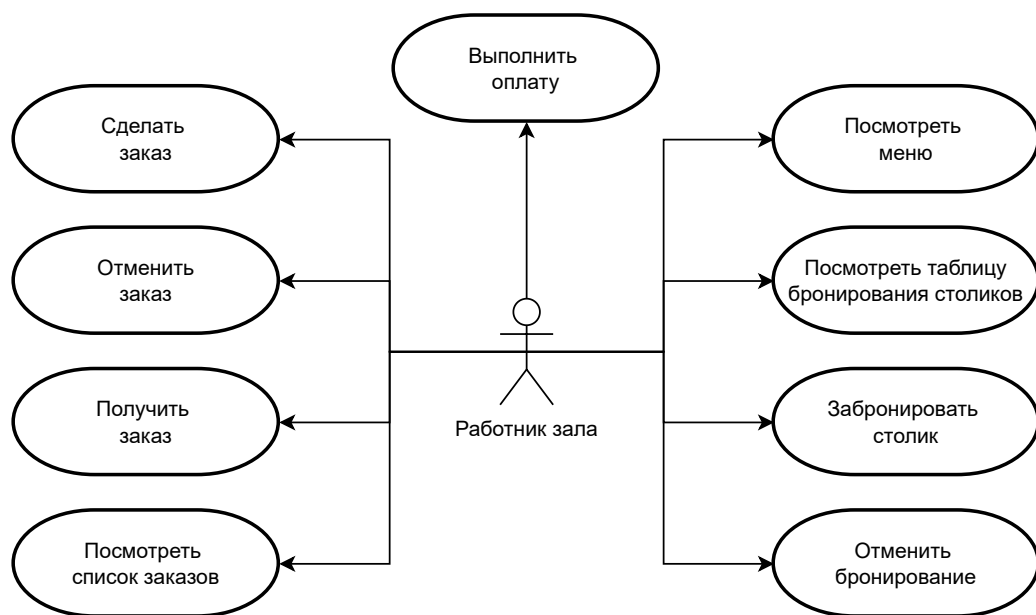 Выполнить
оплату
Сделать
заказ
Посмотреть
меню
Отменить
заказ
Посмотреть таблицу
бронирования столиков
Получить
заказ
Забронировать
столик
Работник зала
Посмотреть
список заказов
Отменить
бронирование